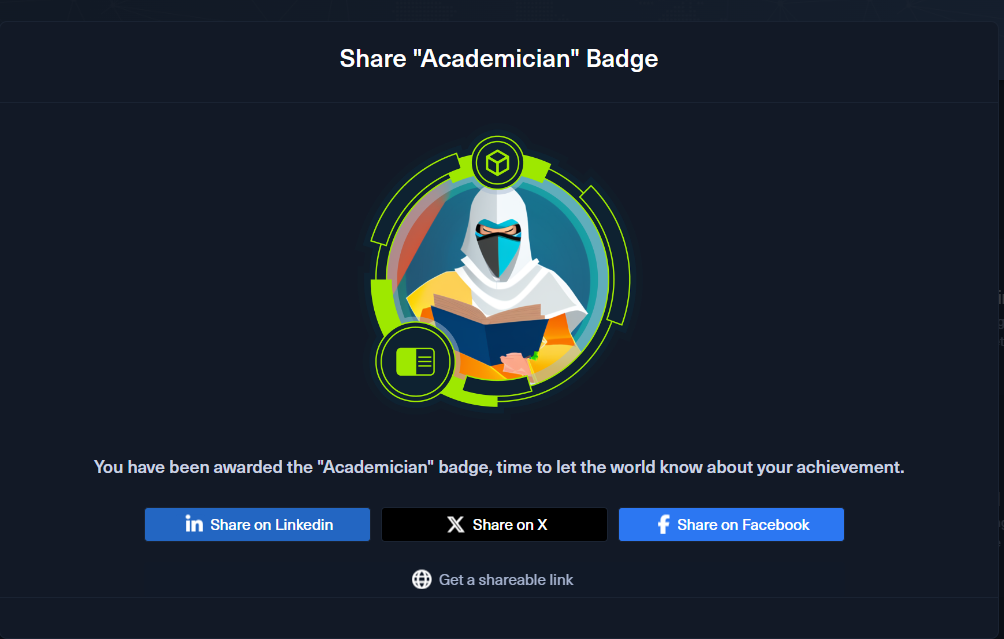 Share "Academician" Badge
You have been awarded the "Academician" badge, time to let the world know about your achievement.
in Share on Linkedin
X Share on X
f Share on Facebook
Get a shareable link